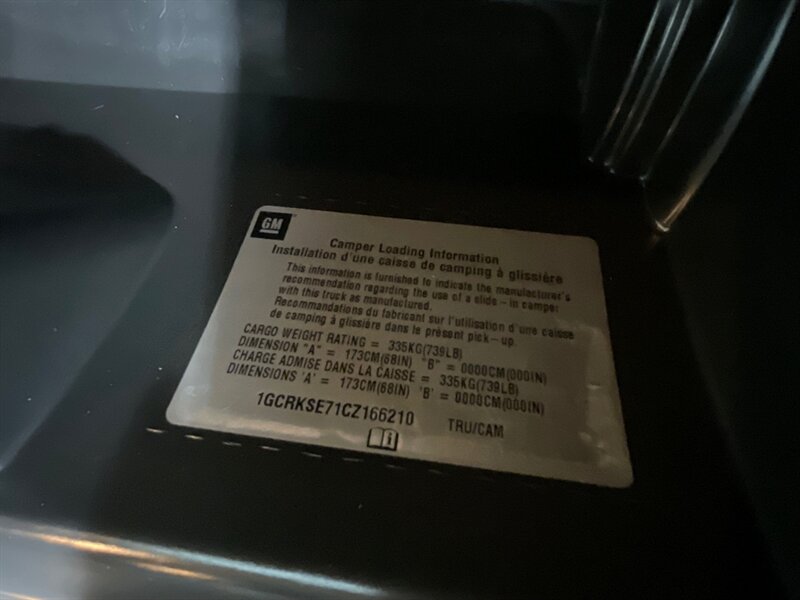 GM
Camper Loading Information
Installation d'une caisse de camping à glissière
This information is furnished to indicate the manufacturer's
recommendation regarding the use of a slide-in camper
with this truck as manufactured.
Recommandations du fabricant sur l'utilisation d'une caisse
de camping à glissière dans le présent pick-up.
CARGO WEIGHT RATING = 335KG(739LB)
DIMENSION "A" = 173CM(68IN) "B" = 0000CM(000IN)
CHARGE ADMISE DANS LA CAISSE = 335KG(739LB)
DIMENSIONS 'A' = 173CM(68IN) 'B' = 0000CM(000IN)
1GCRKSE71CZ166210 TRU/CAM